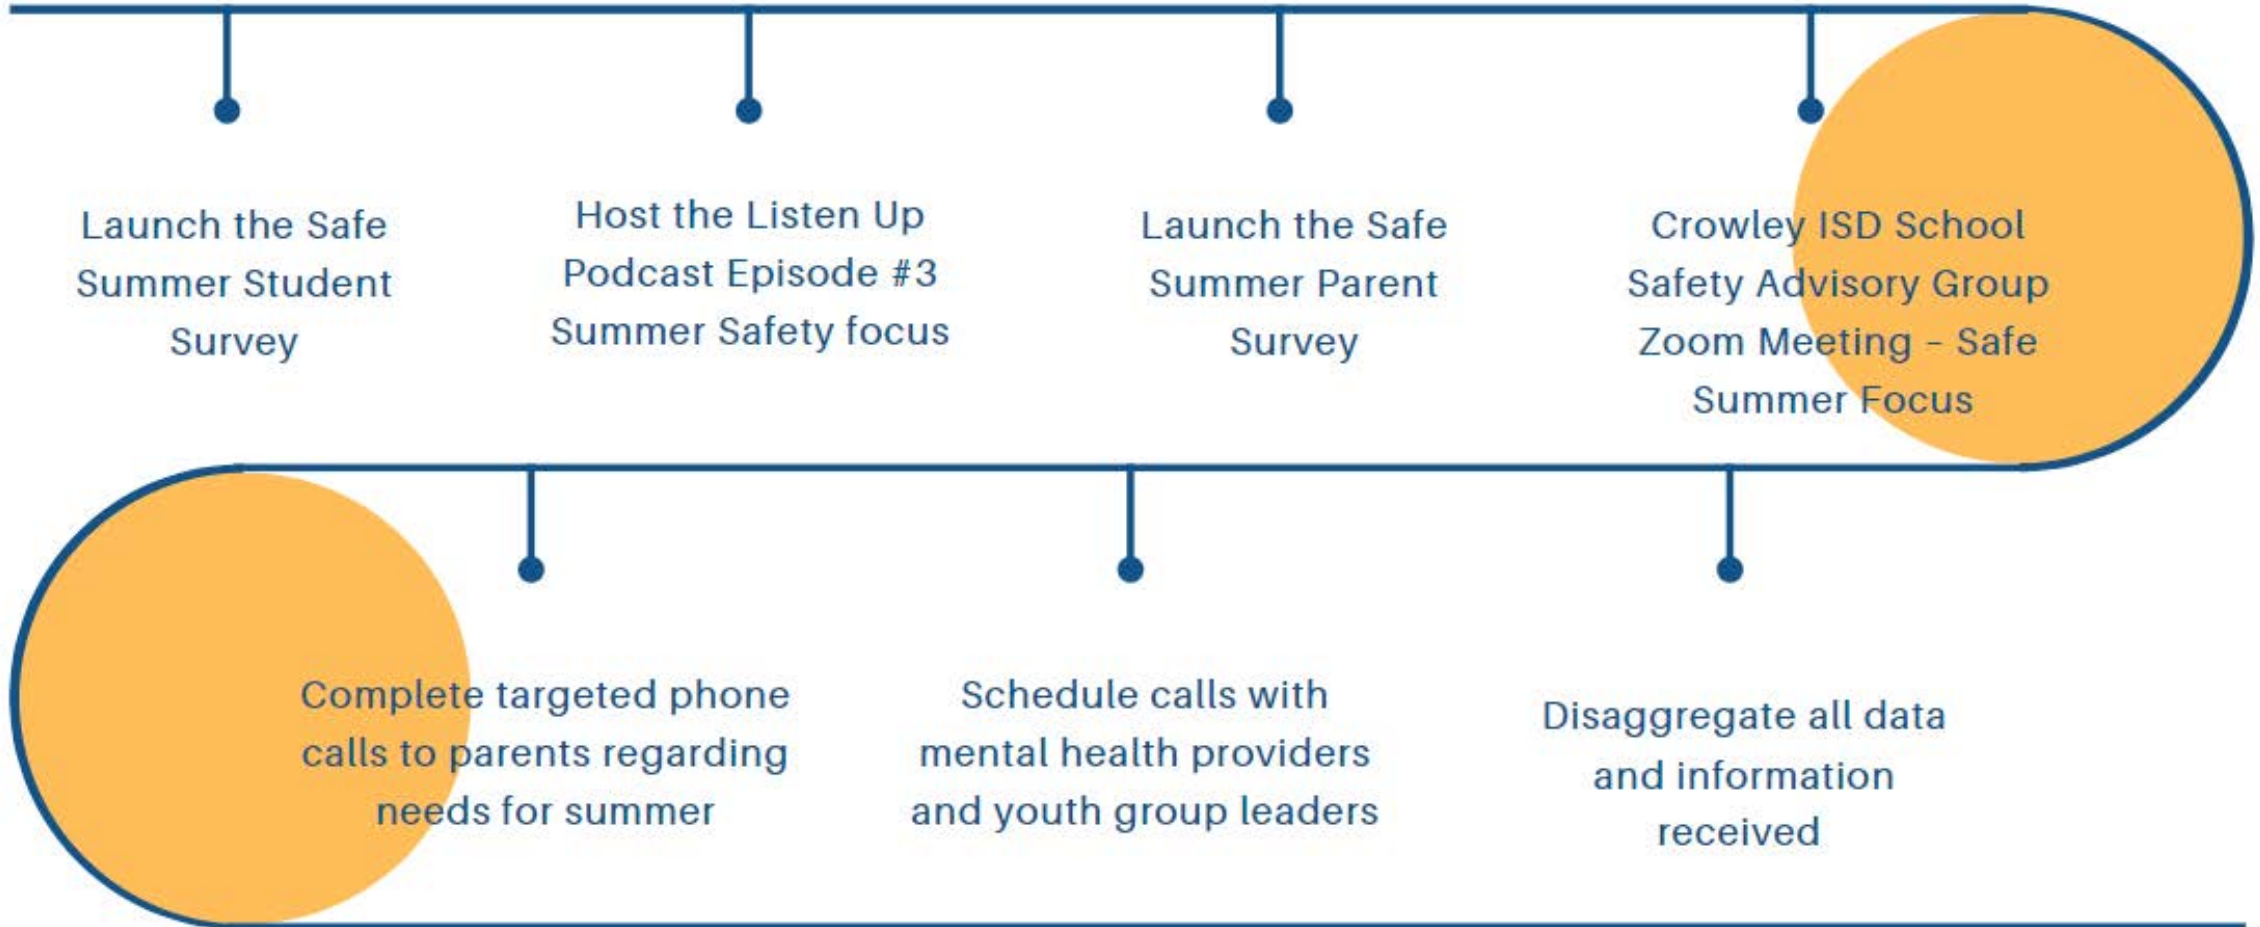 Launch the Safe
Summer Student
Survey
Host the Listen Up
Podcast Episode #3
Summer Safety focus
Launch the Safe
Summer Parent
Survey
Crowley ISD School
Safety Advisory Group
Zoom Meeting – Safe
Summer Focus
Complete targeted phone
calls to parents regarding
needs for summer
Schedule calls with
mental health providers
and youth group leaders
Disaggregate all data
and information
received